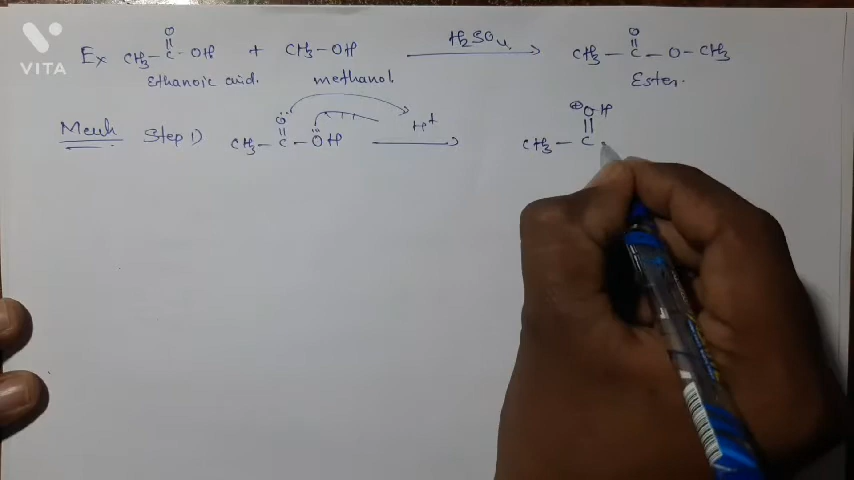 VITA
O
Ex CH3 - C - OH + CH3 - OH H2SO4 CH3 - C - O - CH3
Ethanoic acid. methanol. Ester.
Mech Step 1) CH3 - C - OH H+ CH3 - C
O ⊕OH